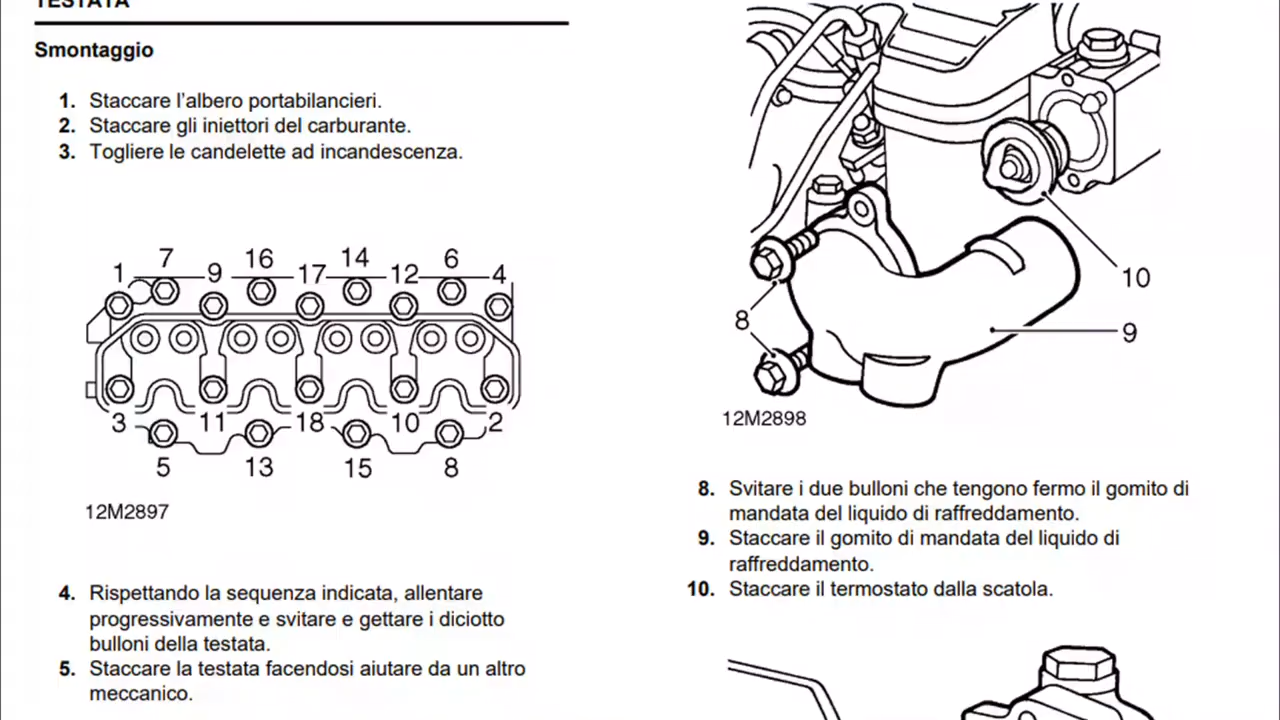 TESTATA
Smontaggio
1. Staccare l'albero portabilancieri.
2. Staccare gli iniettori del carburante.
3. Togliere le candelette ad incandescenza.
1 7 9 16 17 14 12 6 4
3 11 18 10 2
5 13 15 8
12M2897
4. Rispettando la sequenza indicata, allentare
progressivamente e svitare e gettare i diciotto
bulloni della testata.
5. Staccare la testata facendosi aiutare da un altro
meccanico.
10
8
9
12M2898
8. Svitare i due bulloni che tengono fermo il gomito di
mandata del liquido di raffreddamento.
9. Staccare il gomito di mandata del liquido di
raffreddamento.
10. Staccare il termostato dalla scatola.